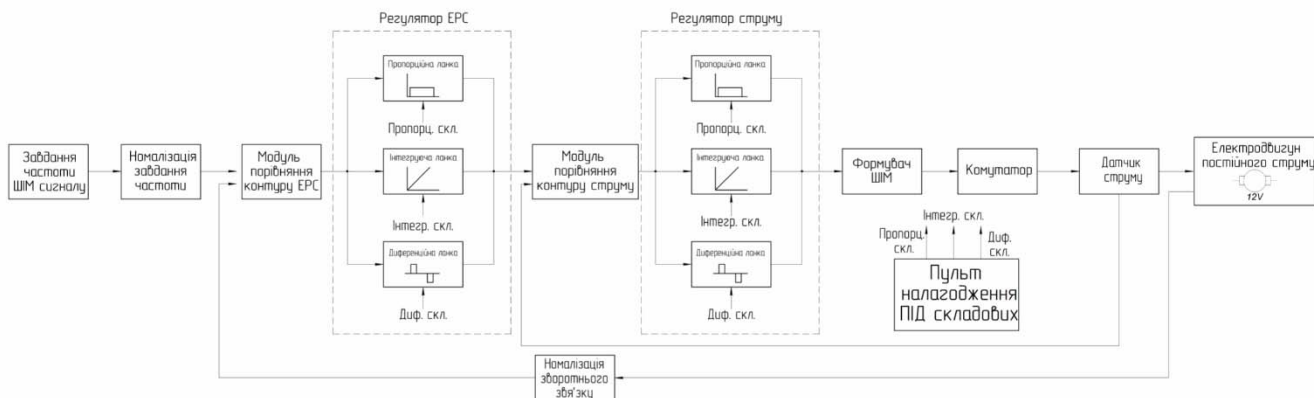 Регулятор ЕРС
Регулятор струму
Пропорційна ланка
Пропорц. скл.
Інтегруюча ланка
Інтегр. скл.
Диференційна ланка
Диф. скл.
Пропорційна ланка
Пропорц. скл.
Інтегруюча ланка
Інтегр. скл.
Диференційна ланка
Диф. скл.
Завдання
частоти
ШІМ сигналу
Номалізація
завдання
частоти
Модуль
порівняння
контуру ЕРС
Модуль
порівняння
контуру струму
Формувач
ШІМ
Комутатор
Датчик
струму
Електродвигун
постійного струму
12V
Пропорц.
скл.
Інтегр. скл.
Диф.
скл.
Пульт
налагодження
ПІД складових
Номалізація
зворотнього
звя'зку